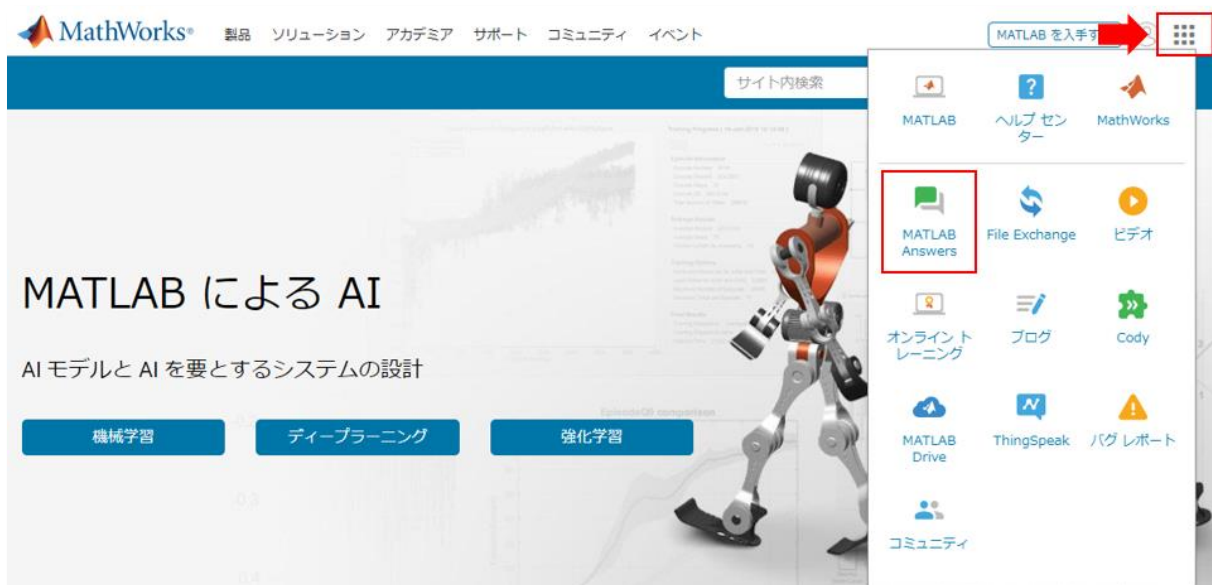 MathWorks®
製品 ソリューション アカデミア サポート コミュニティ イベント
MATLAB を入手す
サイト内検索
MATLAB
ヘルプ セン
ター
MathWorks
MATLAB
Answers
File Exchange
ビデオ
オンライン ト
レーニング
ブログ
Cody
MATLAB
Drive
ThingSpeak
バグ レポート
コミュニティ
MATLAB による AI
AI モデルと AI を要とするシステムの設計
機械学習
ディープラーニング
強化学習